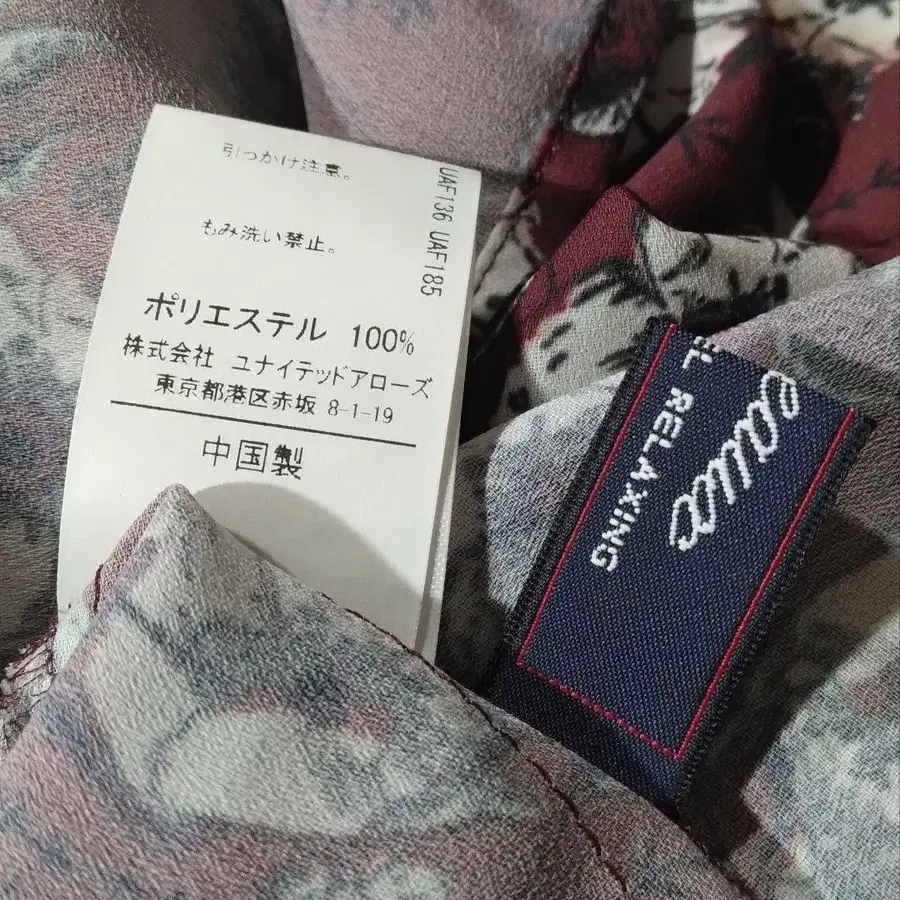 引っかけ注意。
もみ洗い禁止。
UAF136 UAF185
ポリエステル 100%
株式会社 ユナイテッドアローズ
東京都港区赤坂 8-1-19
中国製
EL RELAXING